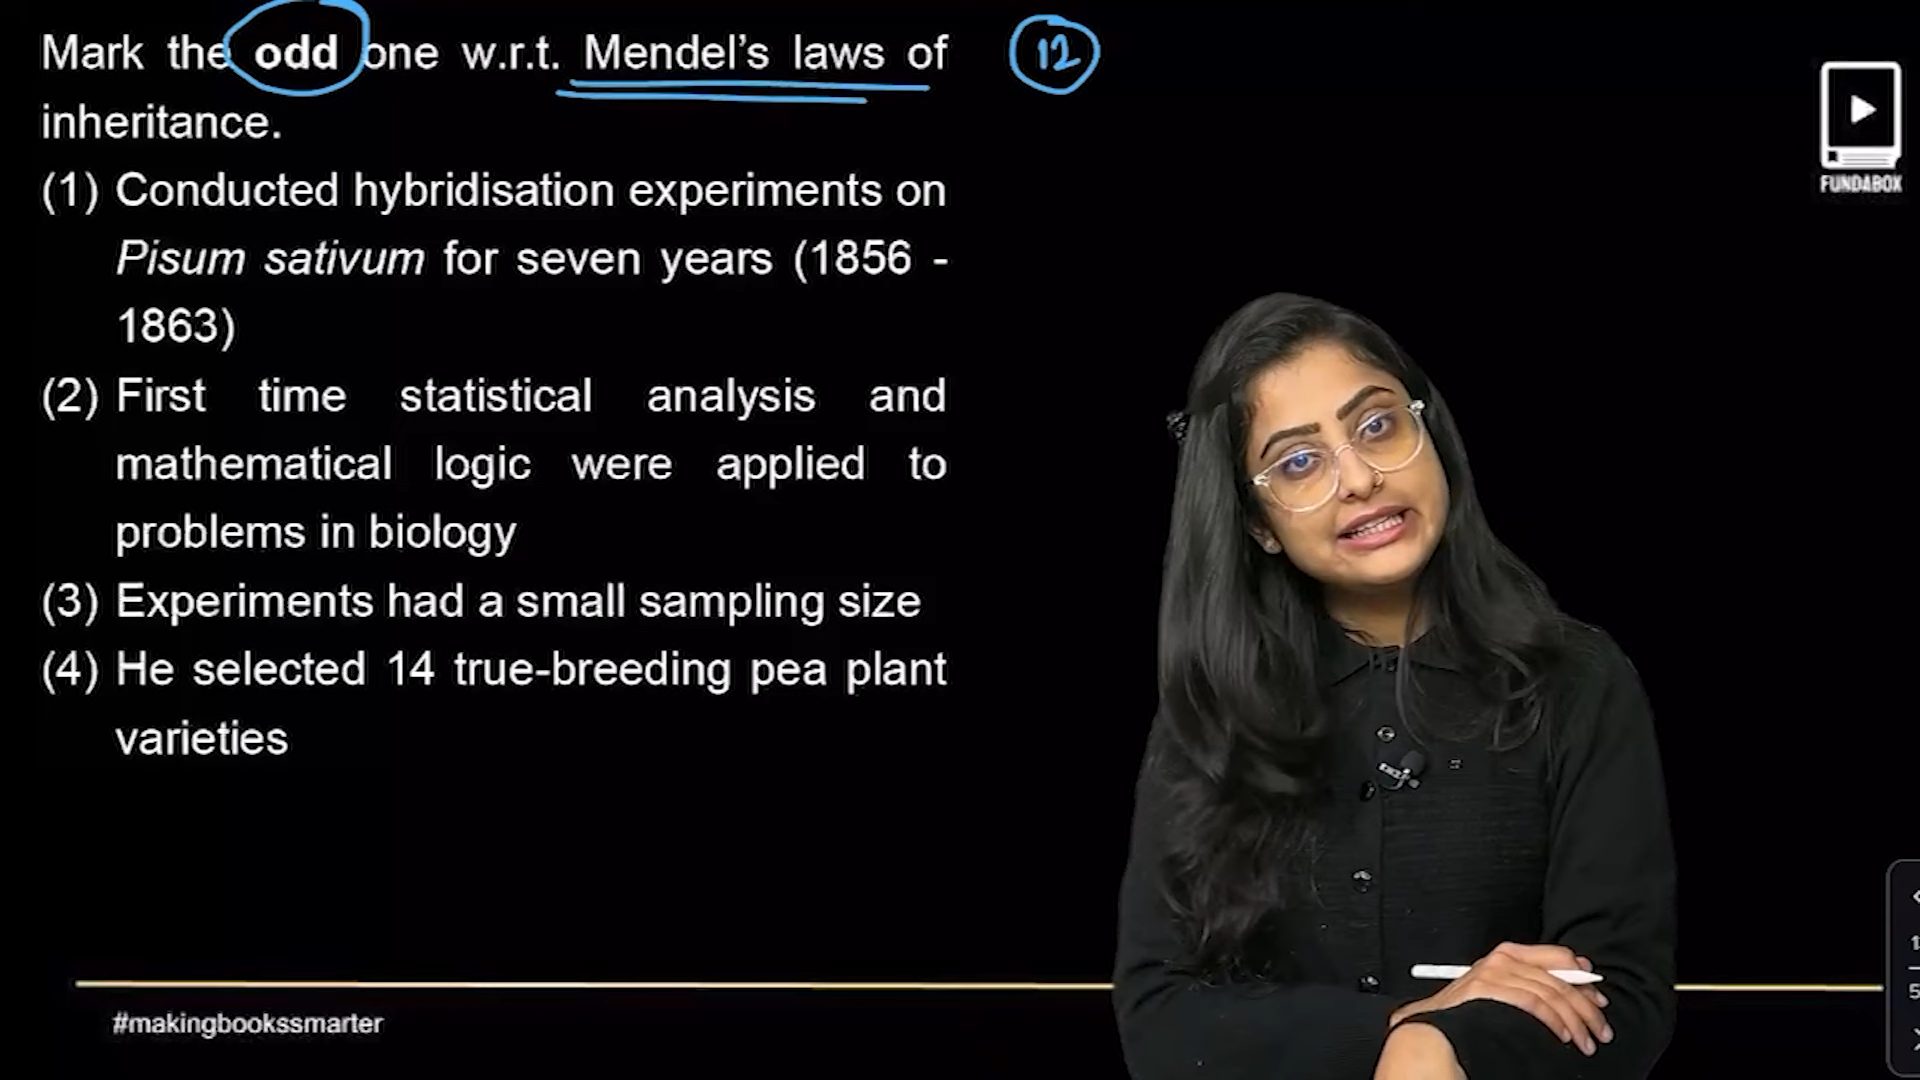 Mark the odd one w.r.t. Mendel's laws of
12
inheritance.
(1) Conducted hybridisation experiments on
Pisum sativum for seven years (1856 -
1863)
(2) First time statistical analysis and
mathematical logic were applied to
problems in biology
(3) Experiments had a small sampling size
(4) He selected 14 true-breeding pea plant
varieties
FUNDABOX
#makingbookssmarter